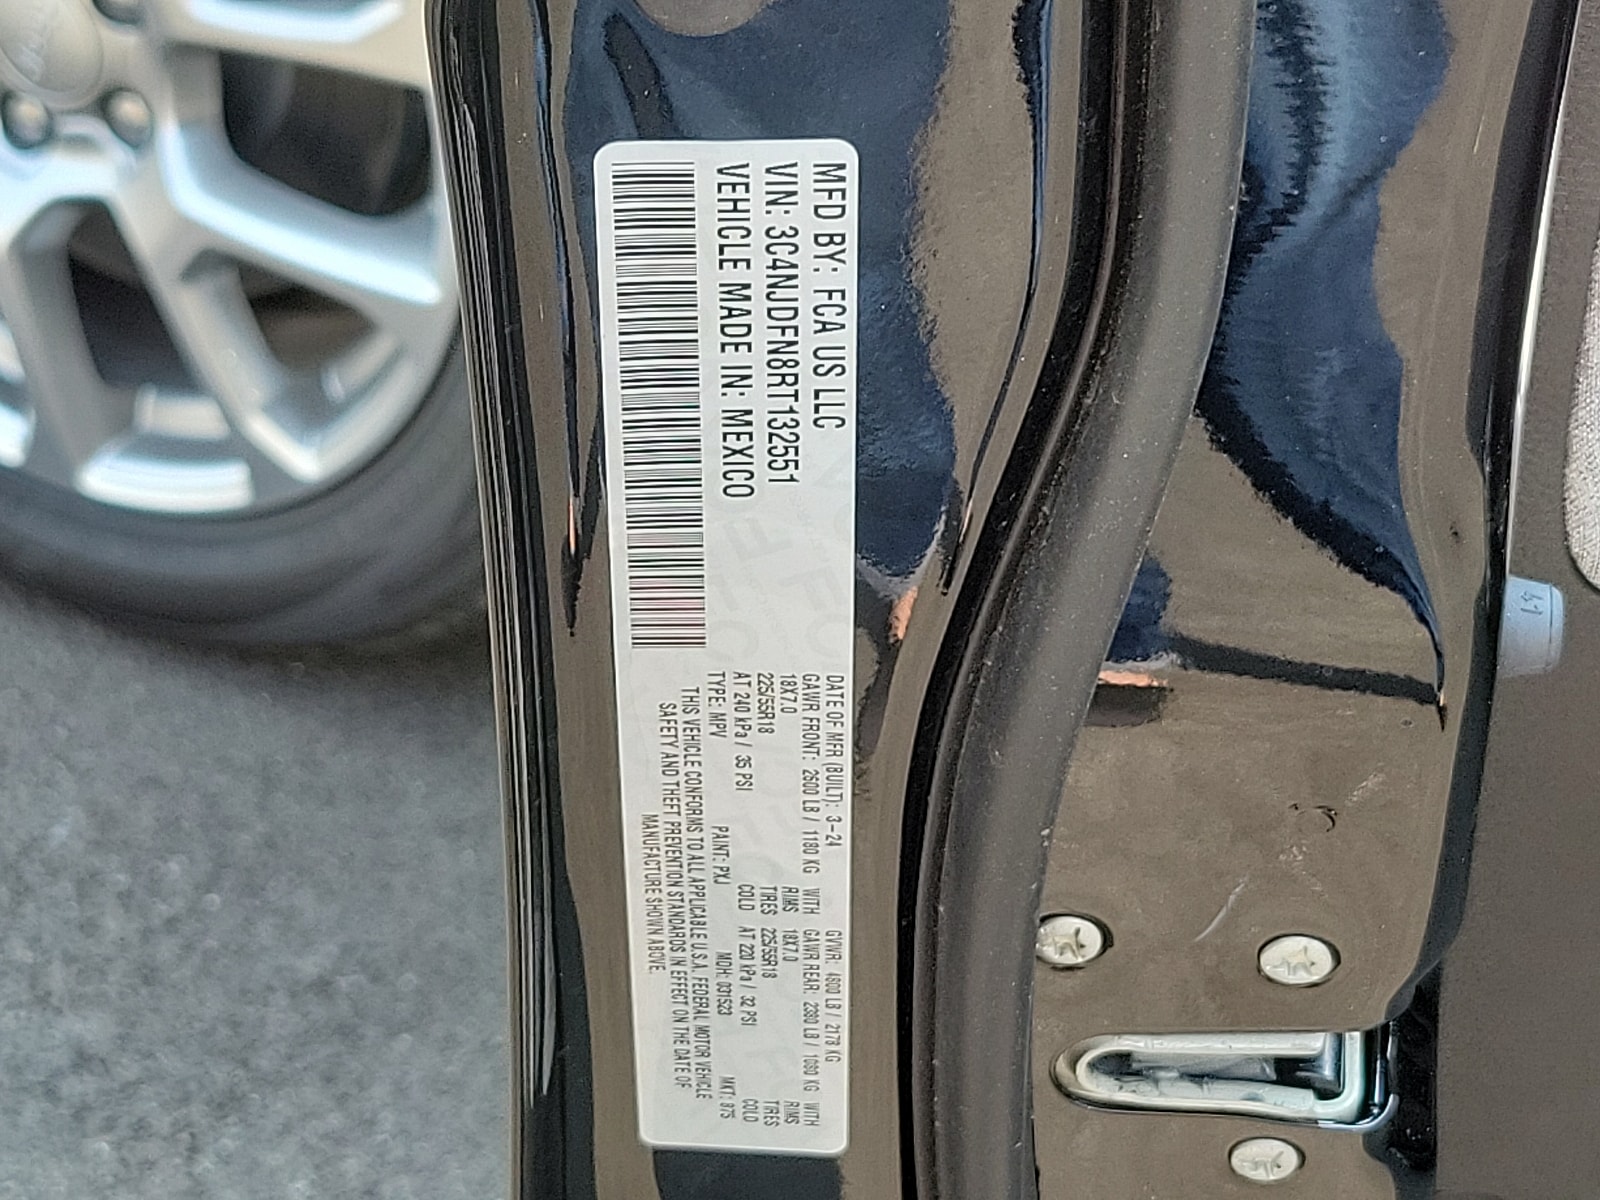 MFD BY: FCA US LLC
VIN: 3C4NJDFN8RT132551
VEHICLE MADE IN: MEXICO
DATE OF MFR (BUILT): 3-24 GVWR: 4800 LB / 2178 KG
GAWR FRONT: 2600 LB / 1180 KG WITH GAWR REAR: 2380 LB / 1080 KG WITH
18X7.0 RIMS 18X7.0 RIMS
225/55R18 TIRES 225/55R18 TIRES
AT 240 kPa / 35 PSI COLD AT 220 kPa / 32 PSI COLD
TYPE: MPV PAINT: PXJ MDH: 031523 MKT: 875
THIS VEHICLE CONFORMS TO ALL APPLICABLE U.S.A. FEDERAL MOTOR VEHICLE
SAFETY AND THEFT PREVENTION STANDARDS IN EFFECT ON THE DATE OF
MANUFACTURE SHOWN ABOVE.